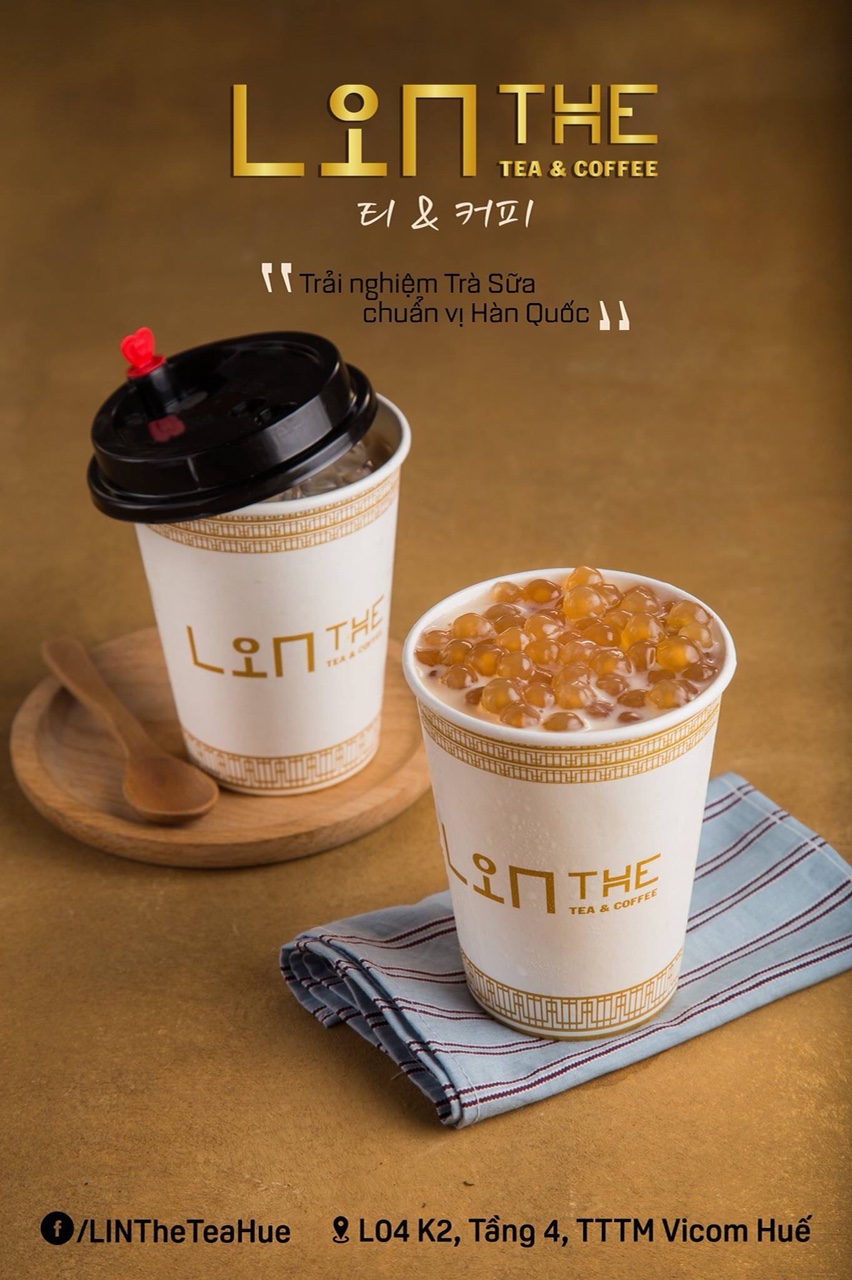 LIN THE
TEA & COFFEE
티 & 커피
"Trải nghiệm Trà Sữa
chuẩn vị Hàn Quốc"
LIN THE
TEA & COFFEE
LIN THE
TEA & COFFEE
f/LINTheTeaHue
L04 K2, Tầng 4, TTTM Vicom Huế